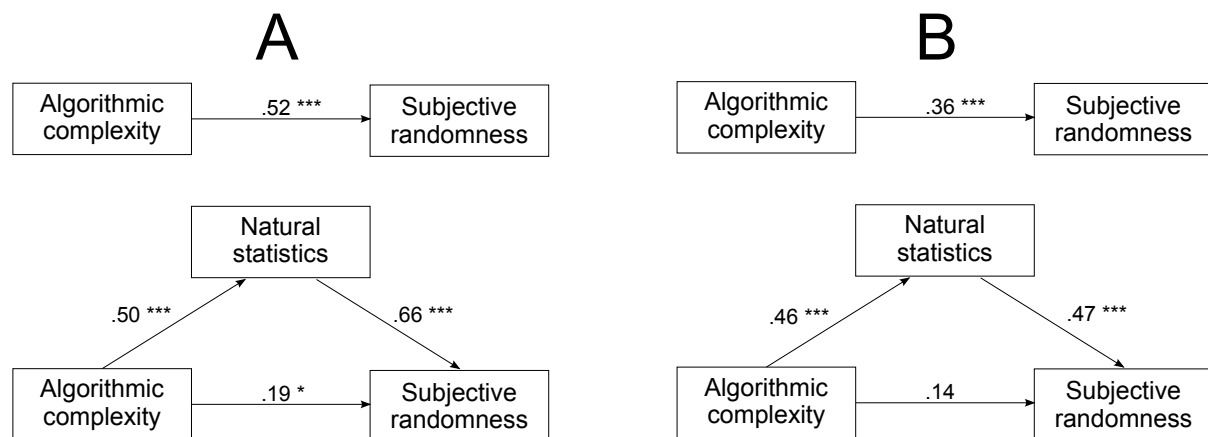 A
Algorithmic
complexity
.52 ***
Subjective
randomness
Natural
statistics
.50 ***
.66 ***
Algorithmic
complexity
.19 *
Subjective
randomness
B
Algorithmic
complexity
.36 ***
Subjective
randomness
Natural
statistics
.46 ***
.47 ***
Algorithmic
complexity
.14
Subjective
randomness